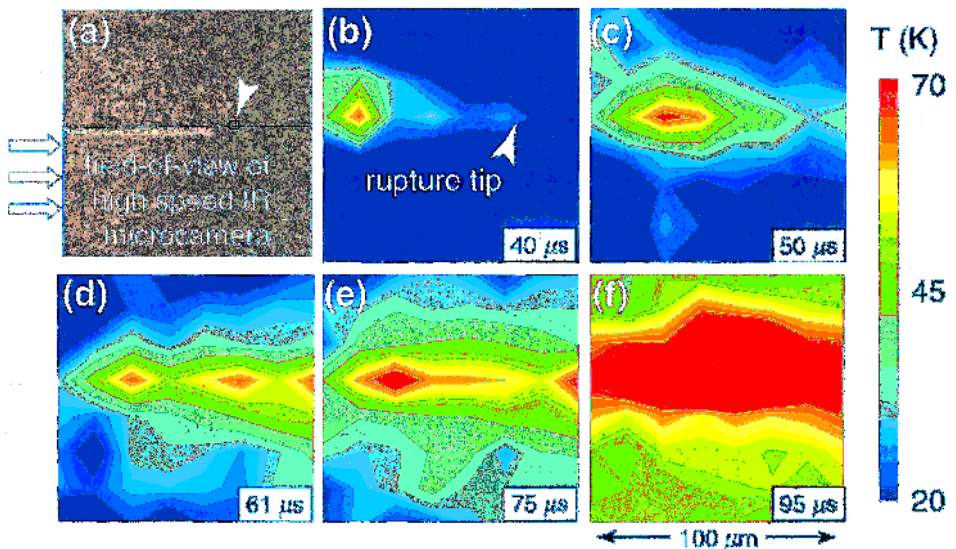 (a)
field-of-view of
high speed IR
microcamera
(b)
rupture tip
40 µs
(c)
50 µs
T (K)
70
45
20
(d)
61 µs
(e)
75 µs
(f)
95 µs
100 µm